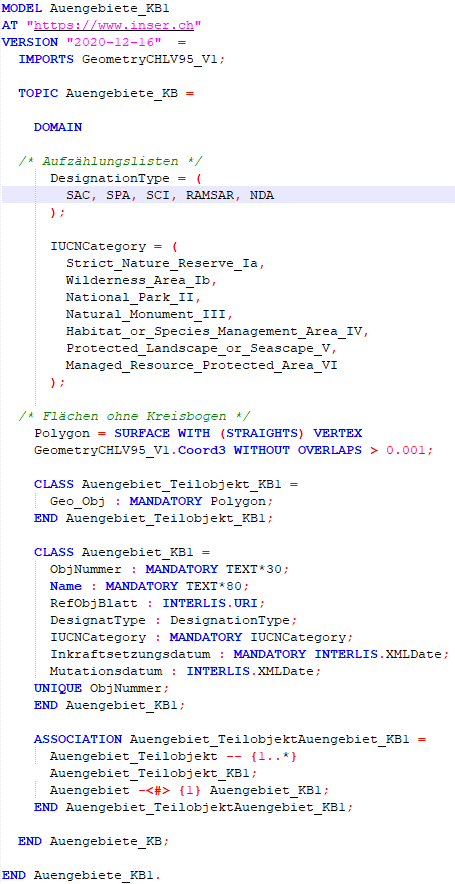 MODEL Auengebiete_KB1
AT "https://www.inser.ch"
VERSION "2020-12-16"  =
  IMPORTS GeometryCHLV95_V1;

  TOPIC Auengebiete_KB =

    DOMAIN

  /* Aufzählungslisten */
      DesignationType = (
        SAC, SPA, SCI, RAMSAR, NDA
      );

      IUCNCategory = (
        Strict_Nature_Reserve_Ia,
        Wilderness_Area_Ib,
        National_Park_II,
        Natural_Monument_III,
        Habitat_or_Species_Management_Area_IV,
        Protected_Landscape_or_Seascape_V,
        Managed_Resource_Protected_Area_VI
      );

  /* Flächen ohne Kreisbogen */
    Polygon = SURFACE WITH (STRAIGHTS) VERTEX
    GeometryCHLV95_V1.Coord3 WITHOUT OVERLAPS > 0.001;

    CLASS Auengebiet_Teilobjekt_KB1 =
      Geo_Obj : MANDATORY Polygon;
    END Auengebiet_Teilobjekt_KB1;

    CLASS Auengebiet_KB1 =
      ObjNummer : MANDATORY TEXT*30;
      Name : MANDATORY TEXT*80;
      RefObjBlatt : INTERLIS.URI;
      DesignatType : DesignationType;
      IUCNCategory : MANDATORY IUCNCategory;
      Inkraftsetzungsdatum : MANDATORY INTERLIS.XMLDate;
      Mutationsdatum : INTERLIS.XMLDate;
    UNIQUE ObjNummer;
    END Auengebiet_KB1;

    ASSOCIATION Auengebiet_TeilobjektAuengebiet_KB1 =
      Auengebiet_Teilobjekt -- {1..*}
      Auengebiet_Teilobjekt_KB1;
      Auengebiet -<#> {1} Auengebiet_KB1;
    END Auengebiet_TeilobjektAuengebiet_KB1;

  END Auengebiete_KB;

END Auengebiete_KB1.